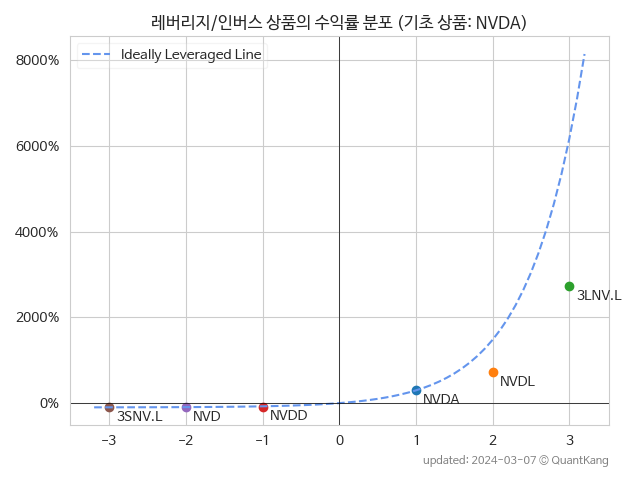 레버리지/인버스 상품의 수익률 분포 (기초 상품: NVDA)
Ideally Leveraged Line
8000%
6000%
4000%
2000%
0%
3LNV.L
NVDL
NVDA
3SNV.L
NVD
NVDD
−3
−2
−1
0
1
2
3
updated: 2024-03-07 © QuantKang